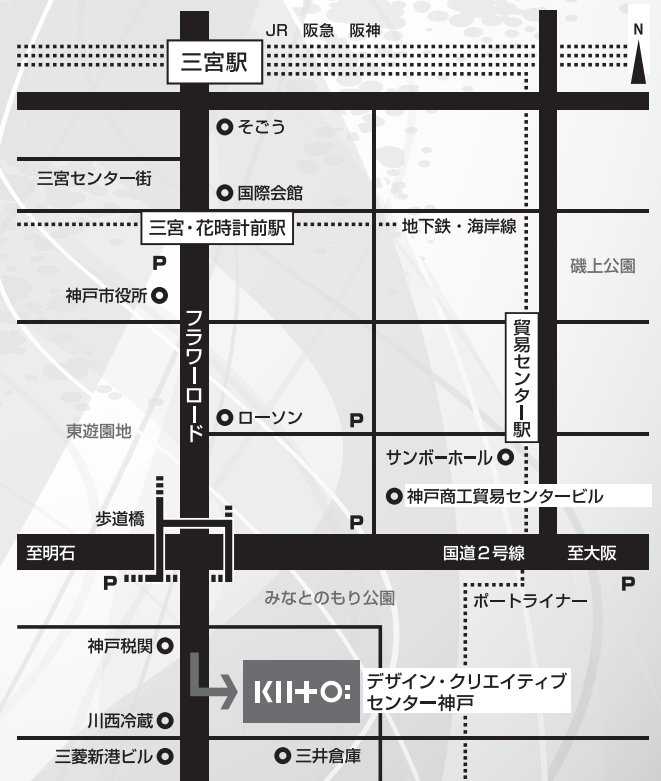 JR 阪急 阪神
N
三宮駅
そごう
三宮センター街
国際会館
三宮・花時計前駅
地下鉄・海岸線
P
磯上公園
神戸市役所
フラワーロード
貿易センター駅
ローソン
P
東遊園地
サンボーホール
神戸商工貿易センタービル
歩道橋
P
至明石
国道2号線
至大阪
P
P
みなとのもり公園
ポートライナー
神戸税関
KIITO:
デザイン・クリエイティブ
センター神戸
川西冷蔵
三菱新港ビル
三井倉庫